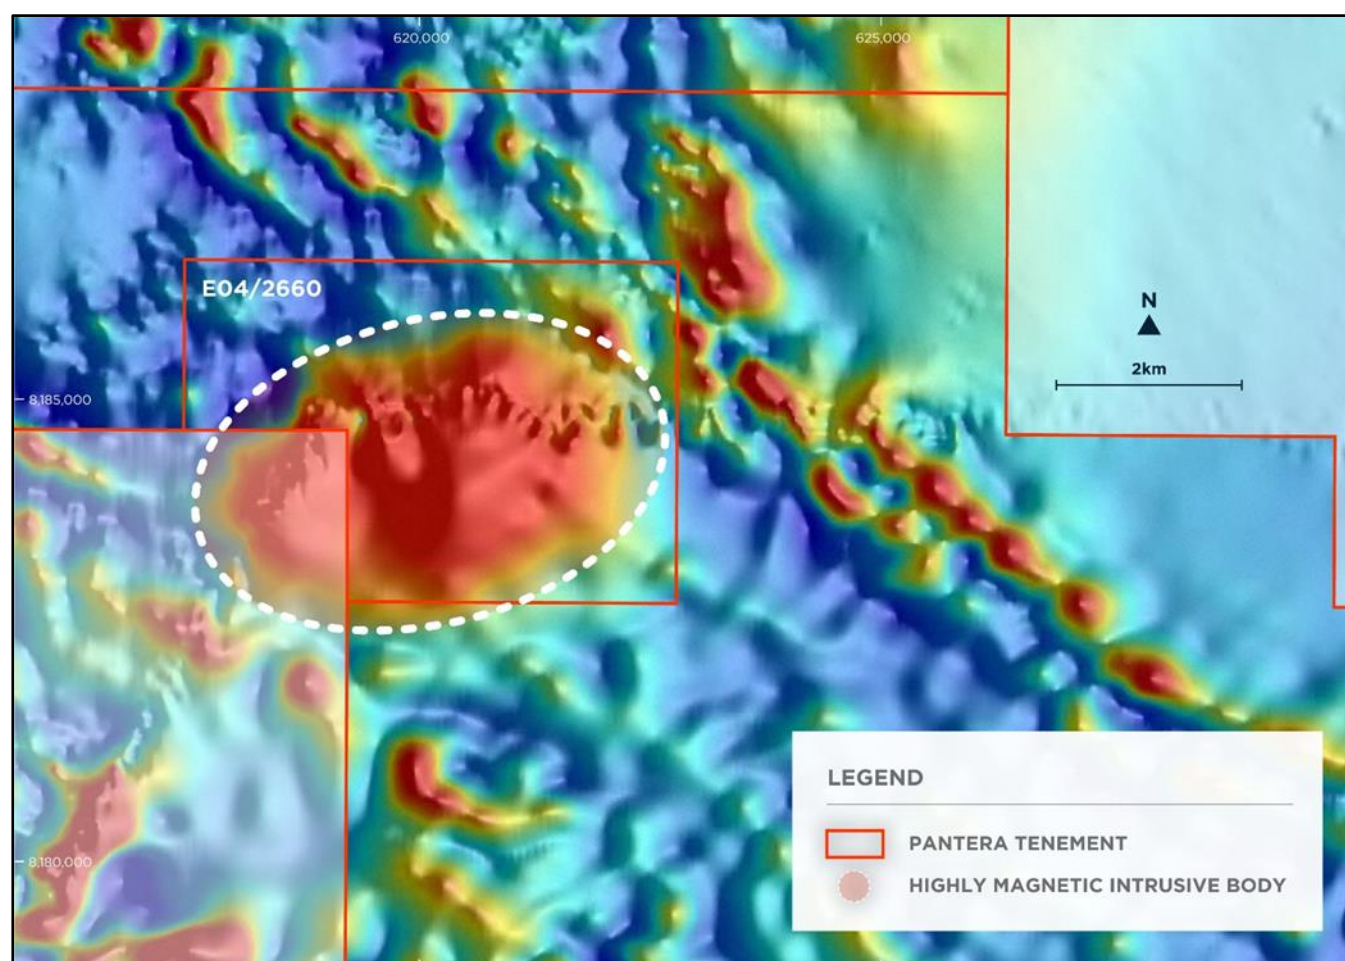 620,000
625,000
E04/2660
N
2km
8,185,000
LEGEND
PANTERA TENEMENT
HIGHLY MAGNETIC INTRUSIVE BODY
8,180,000